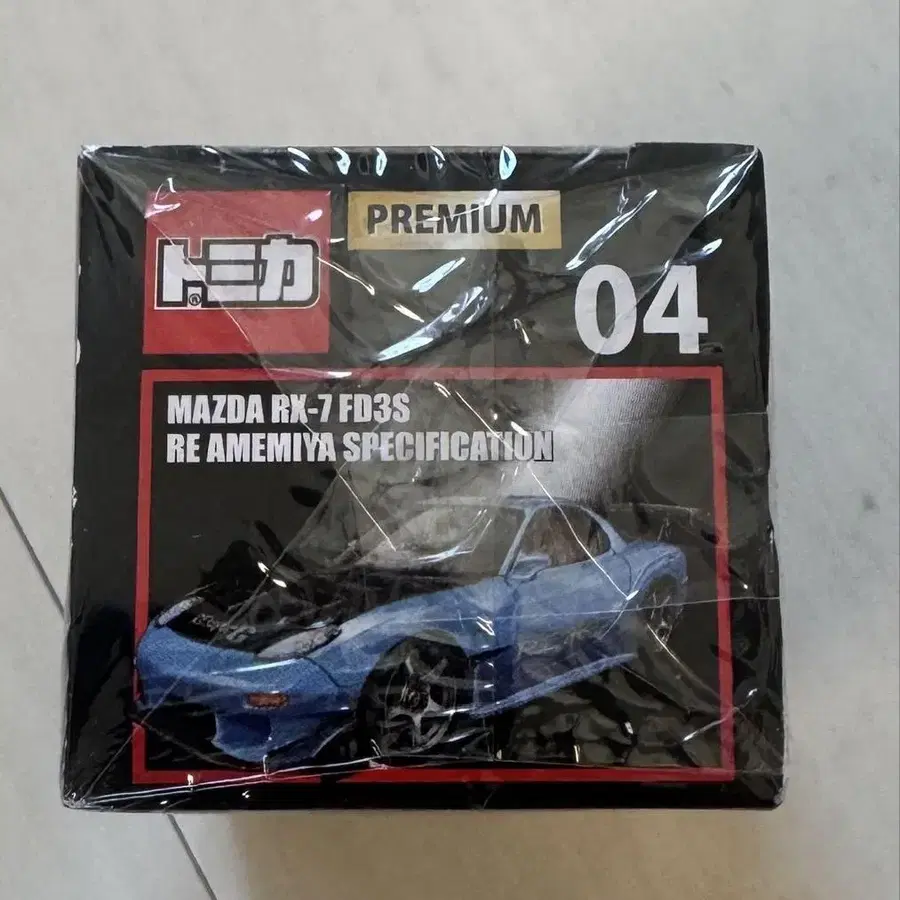 トミカ
®
PREMIUM
04
MAZDA RX-7 FD3S
RE AMEMIYA SPECIFICATION